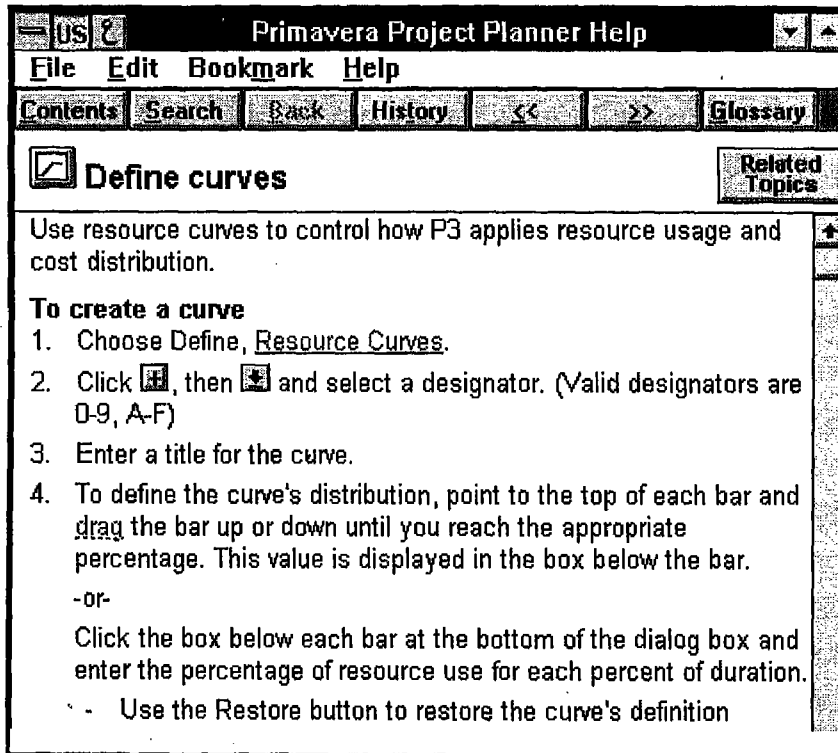 US Primavera Project Planner Help
File Edit Bookmark Help
Contents Search Back History << >> Glossary
Define curves
Related
Topics
Use resource curves to control how P3 applies resource usage and
cost distribution.
To create a curve
1. Choose Define, Resource Curves.
2. Click , then and select a designator. (Valid designators are
0-9, A-F)
3. Enter a title for the curve.
4. To define the curve's distribution, point to the top of each bar and
drag the bar up or down until you reach the appropriate
percentage. This value is displayed in the box below the bar.
-or-
Click the box below each bar at the bottom of the dialog box and
enter the percentage of resource use for each percent of duration.
- Use the Restore button to restore the curve's definition